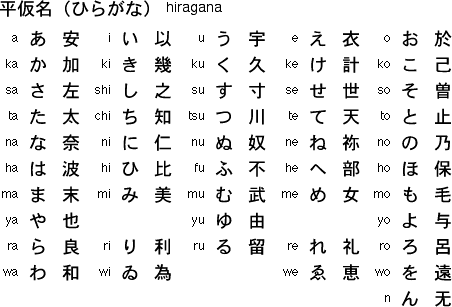 平仮名（ひらがな） hiragana
a あ 安 i い 以 u う 宇 e え 衣 o お 於
ka か 加 ki き 幾 ku く 久 ke け 計 ko こ 己
sa さ 左 shi し 之 su す 寸 se せ 世 so そ 曽
ta た 太 chi ち 知 tsu つ 川 te て 天 to と 止
na な 奈 ni に 仁 nu ぬ 奴 ne ね 祢 no の 乃
ha は 波 hi ひ 比 fu ふ 不 he へ 部 ho ほ 保
ma ま 末 mi み 美 mu む 武 me め 女 mo も 毛
ya や 也 yu ゆ 由 yo よ 与
ra ら 良 ri り 利 ru る 留 re れ 礼 ro ろ 呂
wa わ 和 wi ゐ 為 we ゑ 恵 wo を 遠
n ん 无